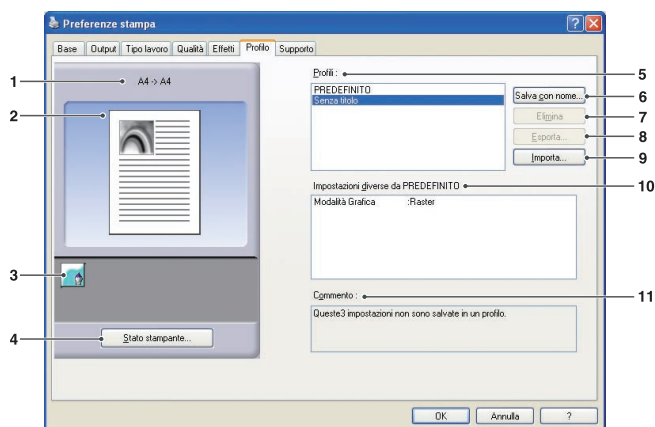 Preferenze stampa
Base Output Tipo lavoro Qualità Effetti Profilo Supporto
1
A4 -> A4
2
3
4
Stato stampante...
Profili :
5
PREDEFINITO
Senza titolo
Salva con nome...
6
Elimina
7
Esporta...
8
Importa...
9
Impostazioni diverse da PREDEFINITO
10
Modalità Grafica :Raster
Commento :
11
Queste3 impostazioni non sono salvate in un profilo.
OK Annulla ?